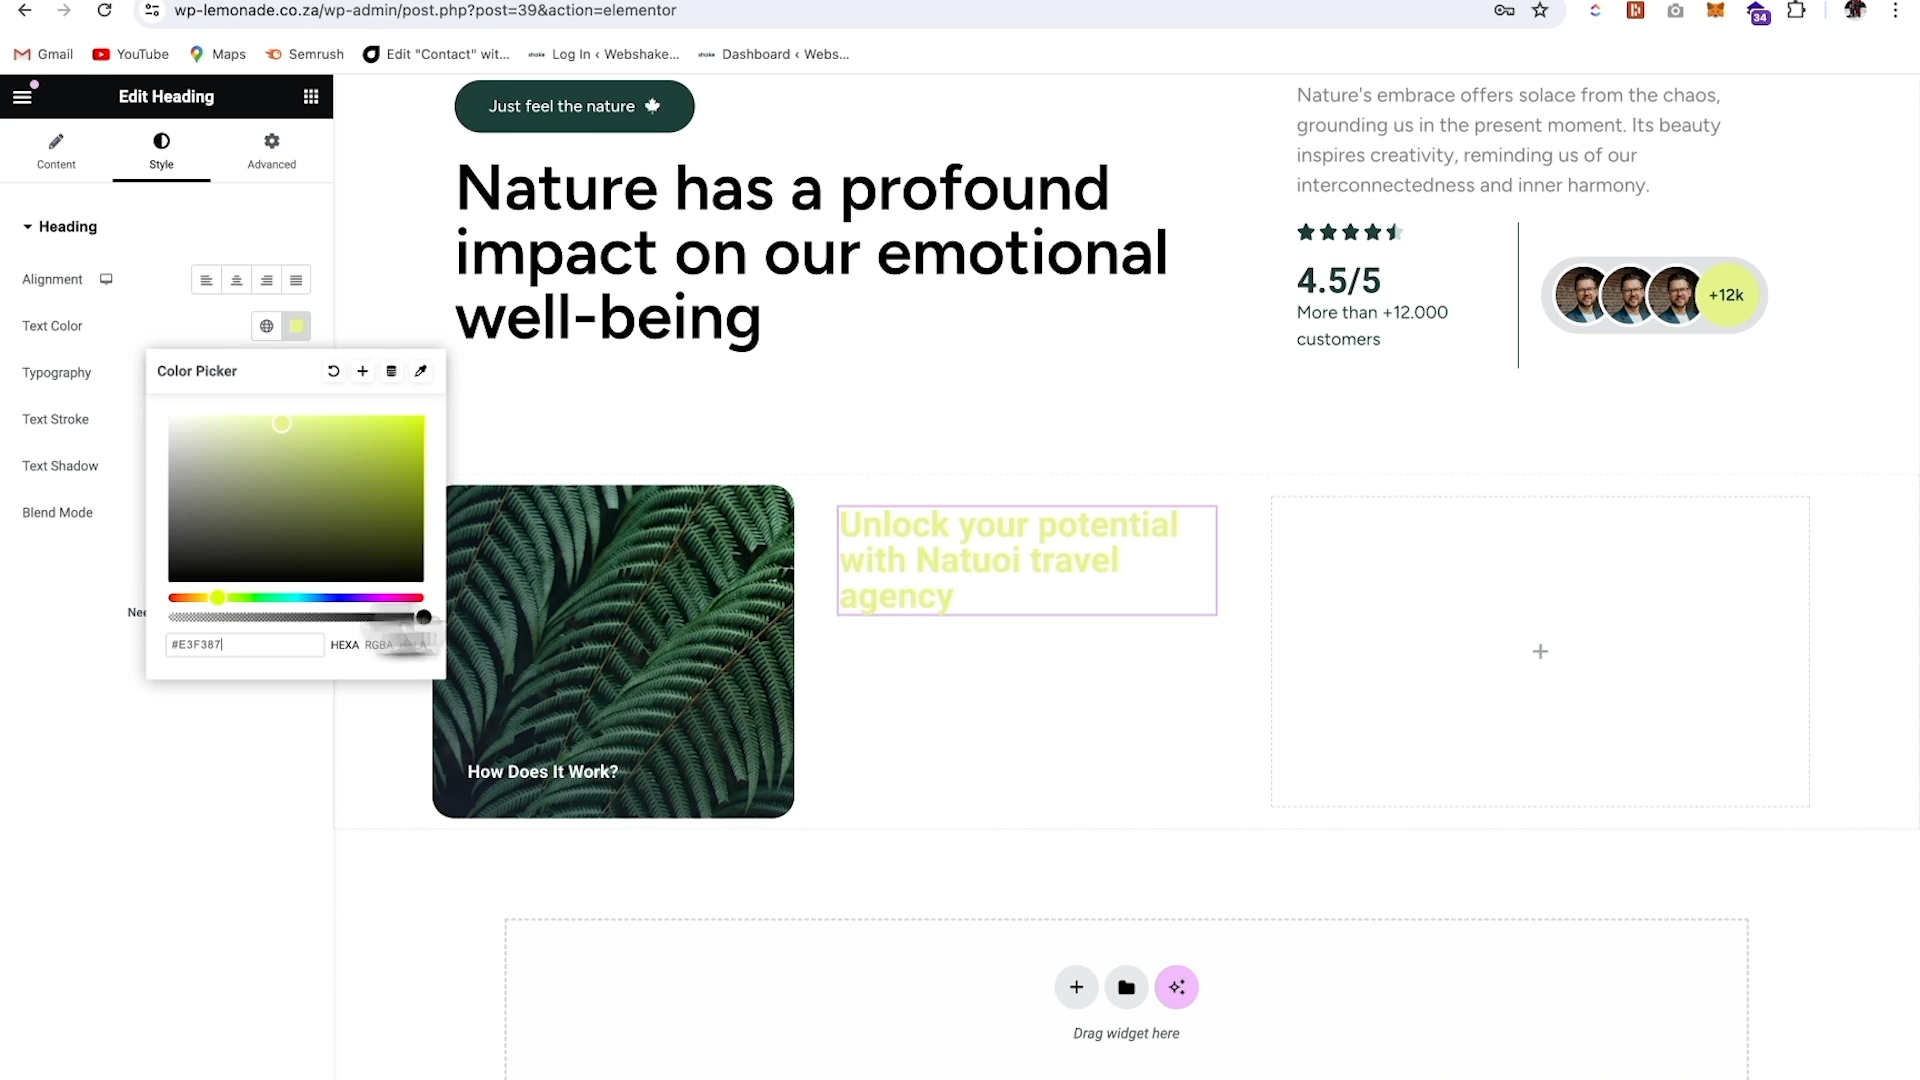 wp-lemonade.co.za/wp-admin/post.php?post=39&action=elementor
34
Gmail
YouTube
Maps
Semrush
Edit "Contact" wit...
Log In ‹ Webshake...
Dashboard ‹ Webs...
Edit Heading
Content
Style
Advanced
Heading
Alignment
Text Color
Typography
Text Stroke
Text Shadow
Blend Mode
Color Picker
#E3F387
HEXA
RGBA
Just feel the nature
Nature has a profound
impact on our emotional
well-being
Nature's embrace offers solace from the chaos,
grounding us in the present moment. Its beauty
inspires creativity, reminding us of our
interconnectedness and inner harmony.
4.5/5
More than +12.000
customers
+12k
How Does It Work?
Unlock your potential
with Natuoi travel
agency
Drag widget here